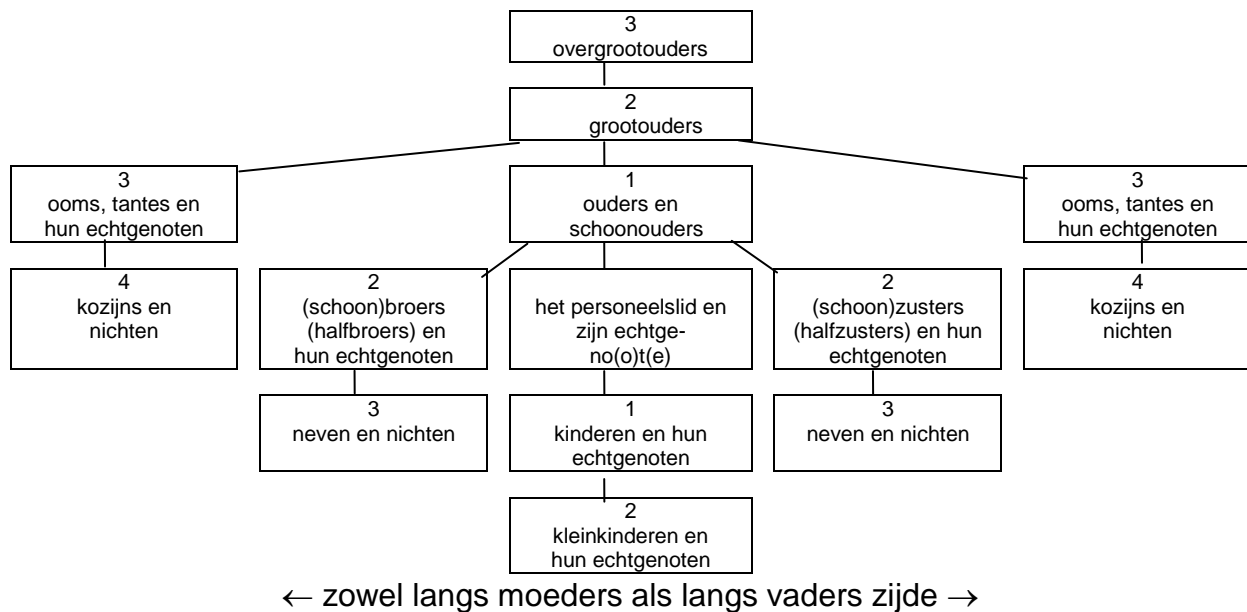 3
overgrootouders
2
grootouders
3
ooms, tantes en
hun echtgenoten
1
ouders en
schoonouders
3
ooms, tantes en
hun echtgenoten
4
kozijns en
nichten
2
(schoon)broers
(halfbroers) en
hun echtgenoten
het personeelslid en
zijn echtge-
no(o)t(e)
2
(schoon)zusters
(halfzusters) en hun
echtgenoten
4
kozijns en
nichten
3
neven en nichten
1
kinderen en hun
echtgenoten
3
neven en nichten
2
kleinkinderen en
hun echtgenoten
← zowel langs moeders als langs vaders zijde →